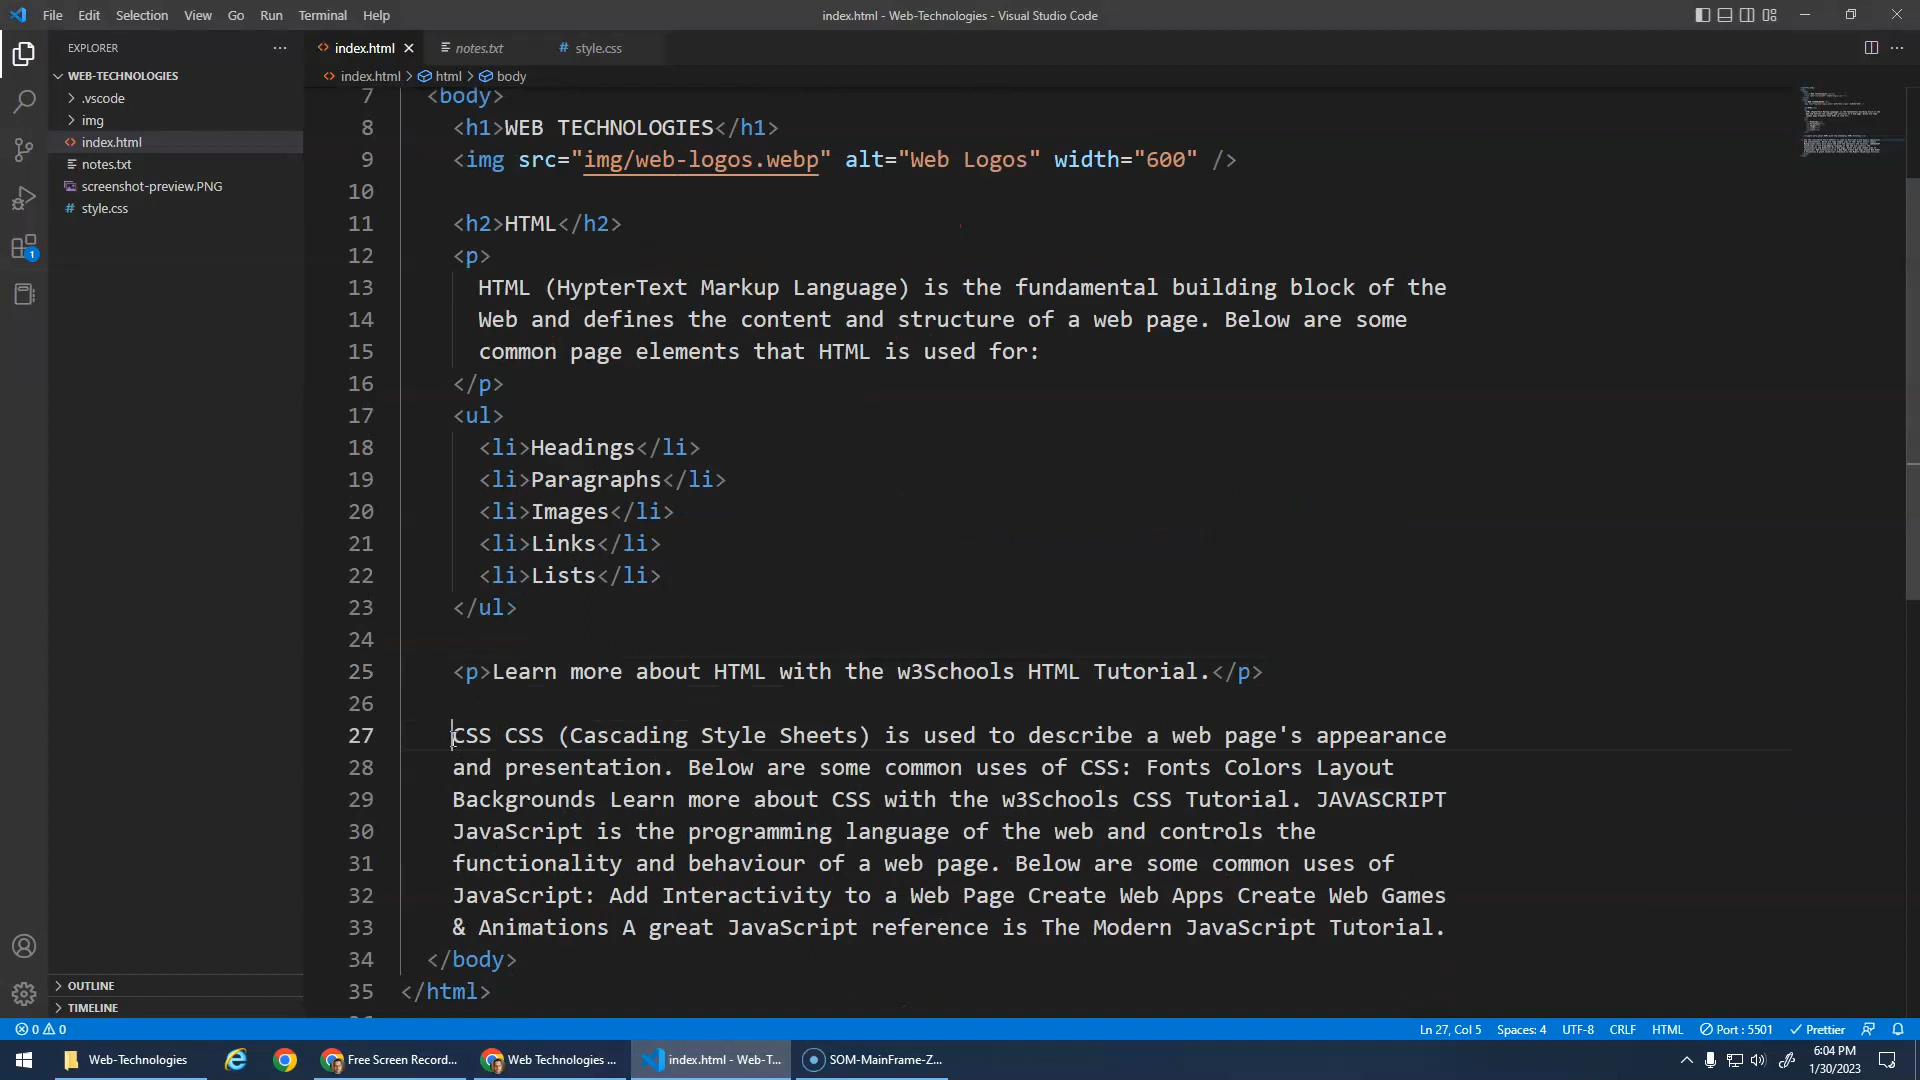 File Edit Selection View Go Run Terminal Help
index.html - Web-Technologies - Visual Studio Code
EXPLORER
WEB-TECHNOLOGIES
.vscode
img
index.html
notes.txt
screenshot-preview.PNG
style.css
OUTLINE
TIMELINE
1
index.html notes.txt # style.css
index.html > html > body
7 <body>
8 <h1>WEB TECHNOLOGIES</h1>
9 <img src="img/web-logos.webp" alt="Web Logos" width="600" />
10
11 <h2>HTML</h2>
12 <p>
13 HTML (HypterText Markup Language) is the fundamental building block of the
14 Web and defines the content and structure of a web page. Below are some
15 common page elements that HTML is used for:
16 </p>
17 <ul>
18 <li>Headings</li>
19 <li>Paragraphs</li>
20 <li>Images</li>
21 <li>Links</li>
22 <li>Lists</li>
23 </ul>
24
25 <p>Learn more about HTML with the w3Schools HTML Tutorial.</p>
26
27 CSS CSS (Cascading Style Sheets) is used to describe a web page's appearance
28 and presentation. Below are some common uses of CSS: Fonts Colors Layout
29 Backgrounds Learn more about CSS with the w3Schools CSS Tutorial. JAVASCRIPT
30 JavaScript is the programming language of the web and controls the
31 functionality and behaviour of a web page. Below are some common uses of
32 JavaScript: Add Interactivity to a Web Page Create Web Apps Create Web Games
33 & Animations A great JavaScript reference is The Modern JavaScript Tutorial.
34 </body>
35 </html>
0 0 Ln 27, Col 5 Spaces: 4 UTF-8 CRLF HTML Port : 5501 Prettier
Web-Technologies Free Screen Record... Web Technologies ... index.html - Web-T... SOM-MainFrame-Z...
6:04 PM
1/30/2023